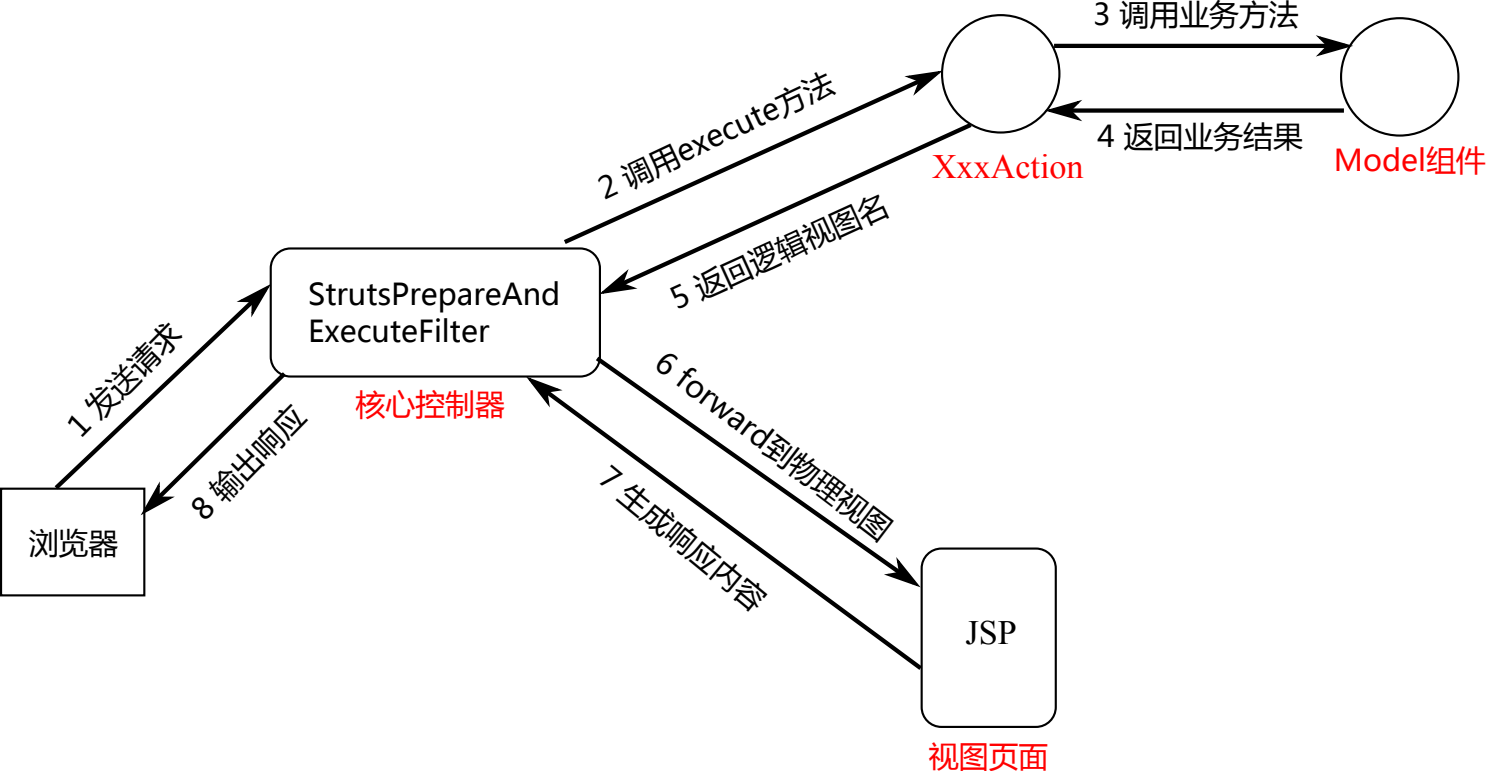 3 调用业务方法
2 调用execute方法
4 返回业务结果
XxxAction
Model组件
5 返回逻辑视图名
StrutsPrepareAnd
ExecuteFilter
核心控制器
1 发送请求
8 输出响应
6 forward到物理视图
7 生成响应内容
浏览器
JSP
视图页面